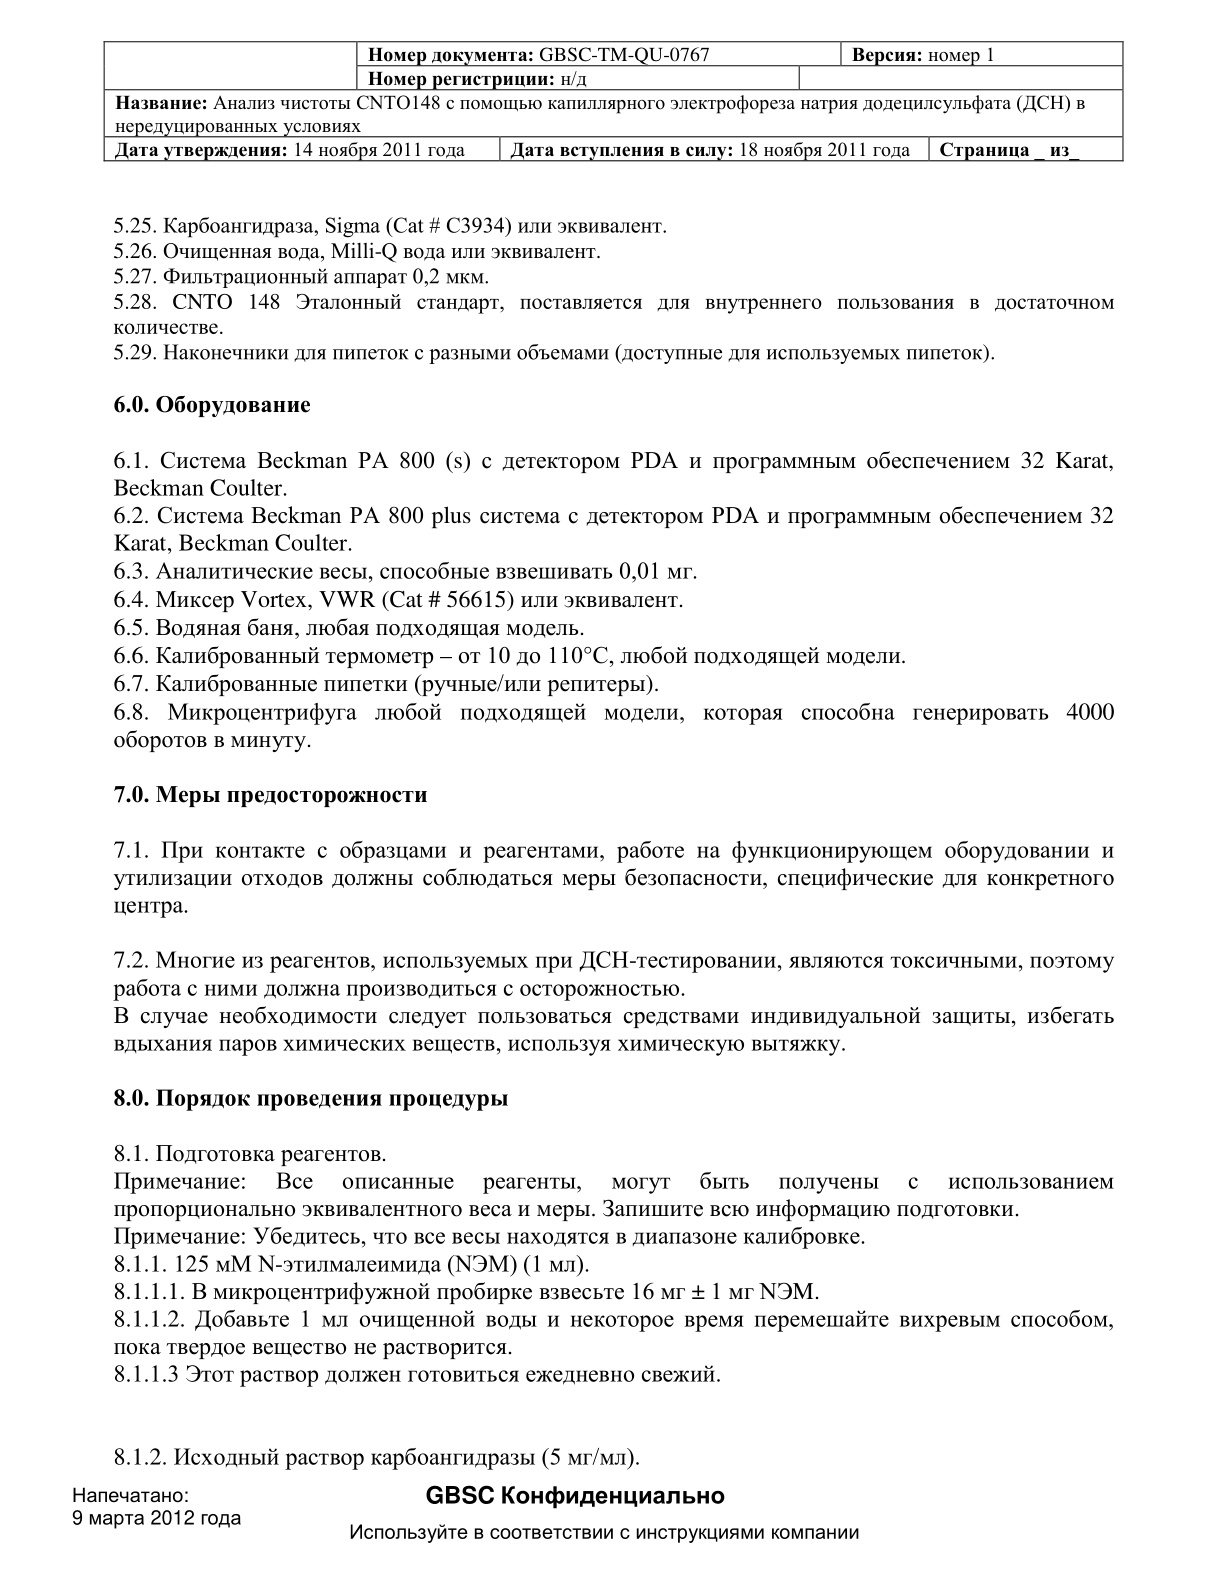 Номер документа: GBSC-TM-QU-0767 Версия: номер 1
Номер регистрации: н/д
Название: Анализ чистоты CNTO148 с помощью капиллярного электрофореза натрия додецилсульфата (ДСН) в
нередуцированных условиях
Дата утверждения: 14 ноября 2011 года Дата вступления в силу: 18 ноября 2011 года Страница _ из_
5.25. Карбоангидраза, Sigma (Cat # C3934) или эквивалент.
5.26. Очищенная вода, Milli-Q вода или эквивалент.
5.27. Фильтрационный аппарат 0,2 мкм.
5.28. CNTO 148 Эталонный стандарт, поставляется для внутреннего пользования в достаточном
количестве.
5.29. Наконечники для пипеток с разными объемами (доступные для используемых пипеток).
6.0. Оборудование
6.1. Система Beckman PA 800 (s) с детектором PDA и программным обеспечением 32 Karat,
Beckman Coulter.
6.2. Система Beckman PA 800 plus система с детектором PDA и программным обеспечением 32
Karat, Beckman Coulter.
6.3. Аналитические весы, способные взвешивать 0,01 мг.
6.4. Миксер Vortex, VWR (Cat # 56615) или эквивалент.
6.5. Водяная баня, любая подходящая модель.
6.6. Калиброванный термометр – от 10 до 110°C, любой подходящей модели.
6.7. Калиброванные пипетки (ручные/или репитеры).
6.8. Микроцентрифуга любой подходящей модели, которая способна генерировать 4000
оборотов в минуту.
7.0. Меры предосторожности
7.1. При контакте с образцами и реагентами, работе на функционирующем оборудовании и
утилизации отходов должны соблюдаться меры безопасности, специфические для конкретного
центра.
7.2. Многие из реагентов, используемых при ДСН-тестировании, являются токсичными, поэтому
работа с ними должна производиться с осторожностью.
В случае необходимости следует пользоваться средствами индивидуальной защиты, избегать
вдыхания паров химических веществ, используя химическую вытяжку.
8.0. Порядок проведения процедуры
8.1. Подготовка реагентов.
Примечание: Все описанные реагенты, могут быть получены с использованием
пропорционально эквивалентного веса и меры. Запишите всю информацию подготовки.
Примечание: Убедитесь, что все весы находятся в диапазоне калибровке.
8.1.1. 125 мМ N-этилмалеимида (NЭМ) (1 мл).
8.1.1.1. В микроцентрифужной пробирке взвесьте 16 мг ± 1 мг NЭМ.
8.1.1.2. Добавьте 1 мл очищенной воды и некоторое время перемешайте вихревым способом,
пока твердое вещество не растворится.
8.1.1.3 Этот раствор должен готовиться ежедневно свежий.
8.1.2. Исходный раствор карбоангидразы (5 мг/мл).
Напечатано: GBSC Конфиденциально
9 марта 2012 года
Используйте в соответствии с инструкциями компании